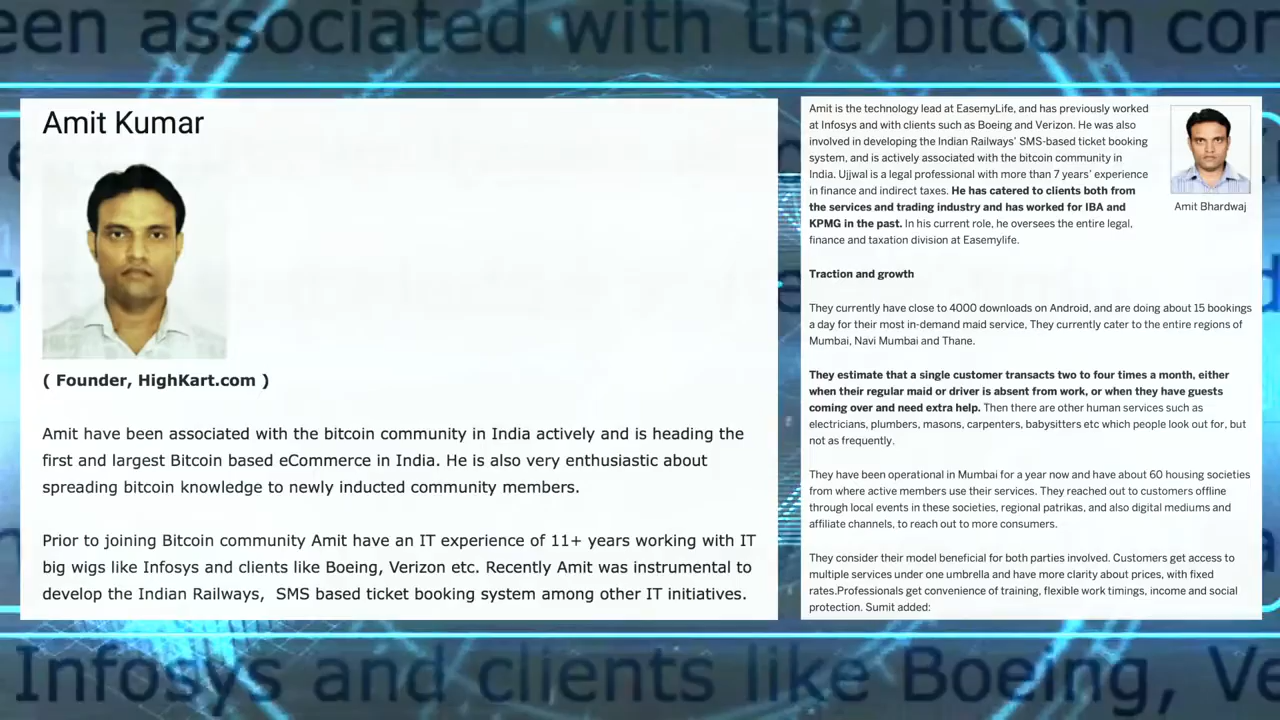 een associated with the bitcoin cor
Amit Kumar
( Founder, HighKart.com )
Amit have been associated with the bitcoin community in India actively and is heading the
first and largest Bitcoin based eCommerce in India. He is also very enthusiastic about
spreading bitcoin knowledge to newly inducted community members.
Prior to joining Bitcoin community Amit have an IT experience of 11+ years working with IT
big wigs like Infosys and clients like Boeing, Verizon etc. Recently Amit was instrumental to
develop the Indian Railways,  SMS based ticket booking system among other IT initiatives.
Amit is the technology lead at EasemyLife, and has previously worked
at Infosys and with clients such as Boeing and Verizon. He was also
involved in developing the Indian Railways’ SMS-based ticket booking
system, and is actively associated with the bitcoin community in
India. Ujjwal is a legal professional with more than 7 years’ experience
in finance and indirect taxes. He has catered to clients both from
the services and trading industry and has worked for IBA and
KPMG in the past. In his current role, he oversees the entire legal,
finance and taxation division at Easemylife.
Amit Bhardwaj
Traction and growth
They currently have close to 4000 downloads on Android, and are doing about 15 bookings
a day for their most in-demand maid service, They currently cater to the entire regions of
Mumbai, Navi Mumbai and Thane.
They estimate that a single customer transacts two to four times a month, either
when their regular maid or driver is absent from work, or when they have guests
coming over and need extra help. Then there are other human services such as
electricians, plumbers, masons, carpenters, babysitters etc which people look out for, but
not as frequently.
They have been operational in Mumbai for a year now and have about 60 housing societies
from where active members use their services. They reached out to customers offline
through local events in these societies, regional patrikas, and also digital mediums and
affiliate channels, to reach out to more consumers.
They consider their model beneficial for both parties involved. Customers get access to
multiple services under one umbrella and have more clarity about prices, with fixed
rates.Professionals get convenience of training, flexible work timings, income and social
protection. Sumit added:
Infosys and clients like Boeing, Ve